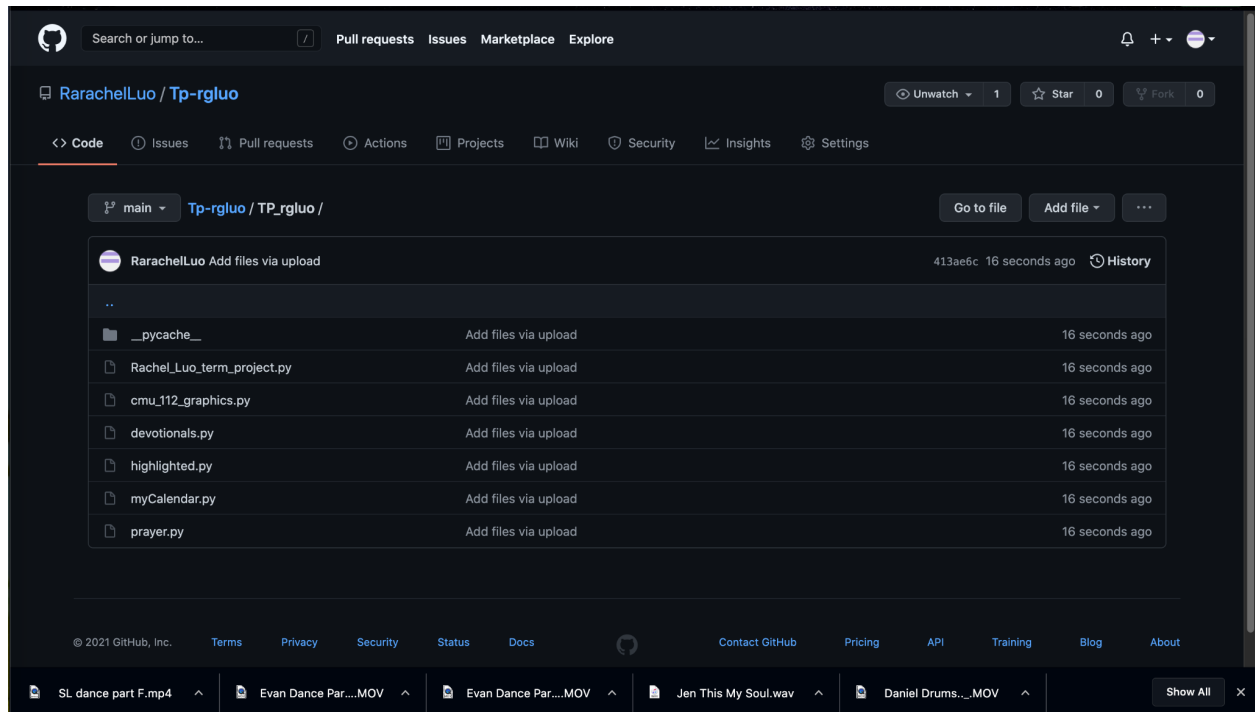 Search or jump to... / Pull requests Issues Marketplace Explore
RarachelLuo / Tp-rgluo Unwatch 1 Star 0 Fork 0
<> Code Issues Pull requests Actions Projects Wiki Security Insights Settings
main Tp-rgluo / TP_rgluo / Go to file Add file ...
RarachelLuo Add files via upload 413ae6c 16 seconds ago History
..
__pycache__ Add files via upload 16 seconds ago
Rachel_Luo_term_project.py Add files via upload 16 seconds ago
cmu_112_graphics.py Add files via upload 16 seconds ago
devotionals.py Add files via upload 16 seconds ago
highlighted.py Add files via upload 16 seconds ago
myCalendar.py Add files via upload 16 seconds ago
prayer.py Add files via upload 16 seconds ago
© 2021 GitHub, Inc. Terms Privacy Security Status Docs Contact GitHub Pricing API Training Blog About
SL dance part F.mp4 Evan Dance Par....MOV Evan Dance Par....MOV Jen This My Soul.wav Daniel Drums.._.MOV Show All